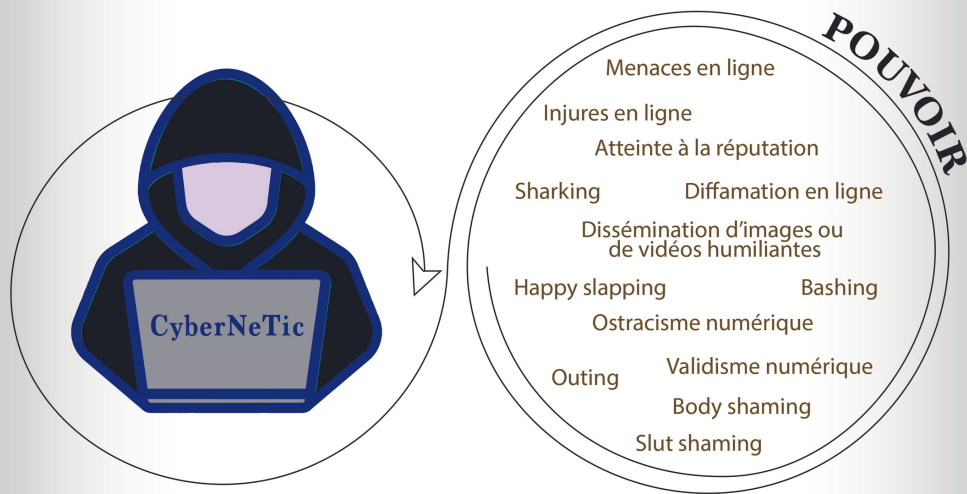 POUVOIR
Menaces en ligne
Injures en ligne
Atteinte à la réputation
Sharking
Diffamation en ligne
Dissémination d’images ou
de vidéos humiliantes
Happy slapping
Bashing
Ostracisme numérique
Validisme numérique
Outing
Body shaming
Slut shaming
CyberNeTic